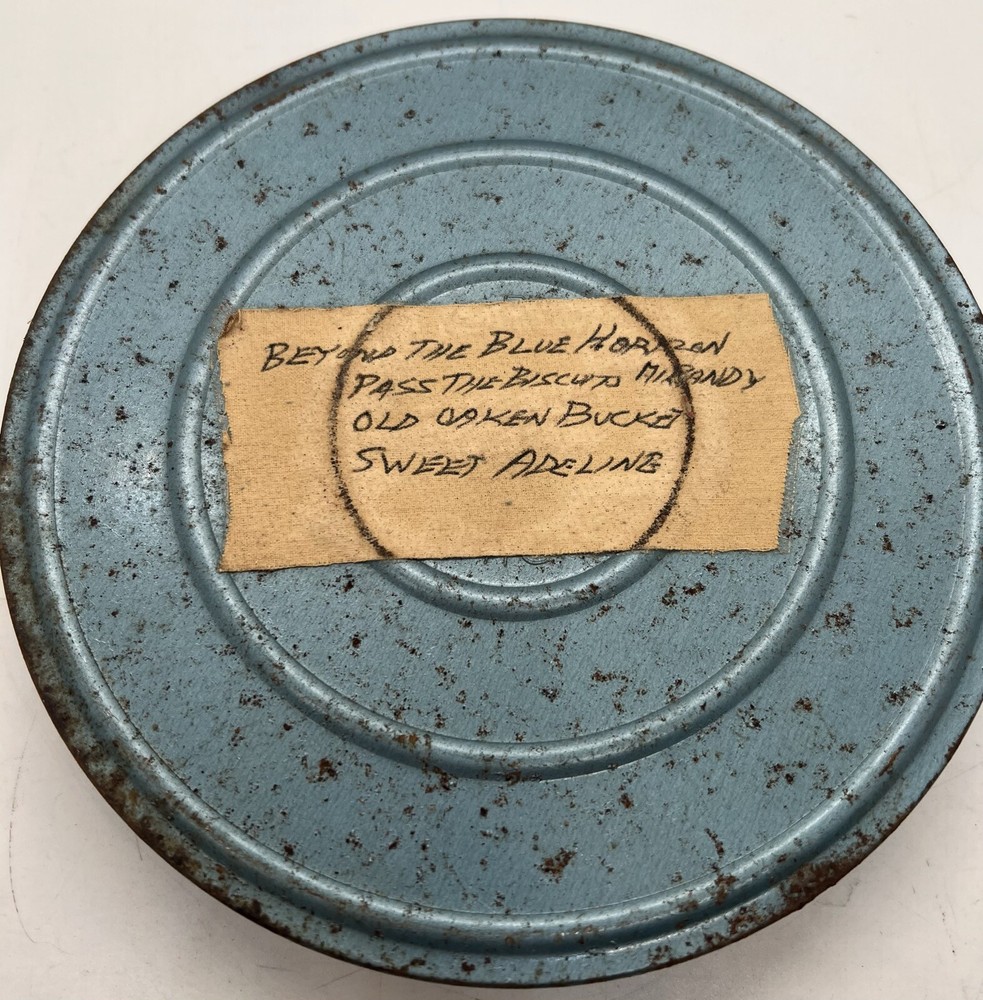 BEYOND THE BLUE HORIZON
PASS THE BISCUITS MIRANDY
OLD OAKEN BUCKET
SWEET ADELINE